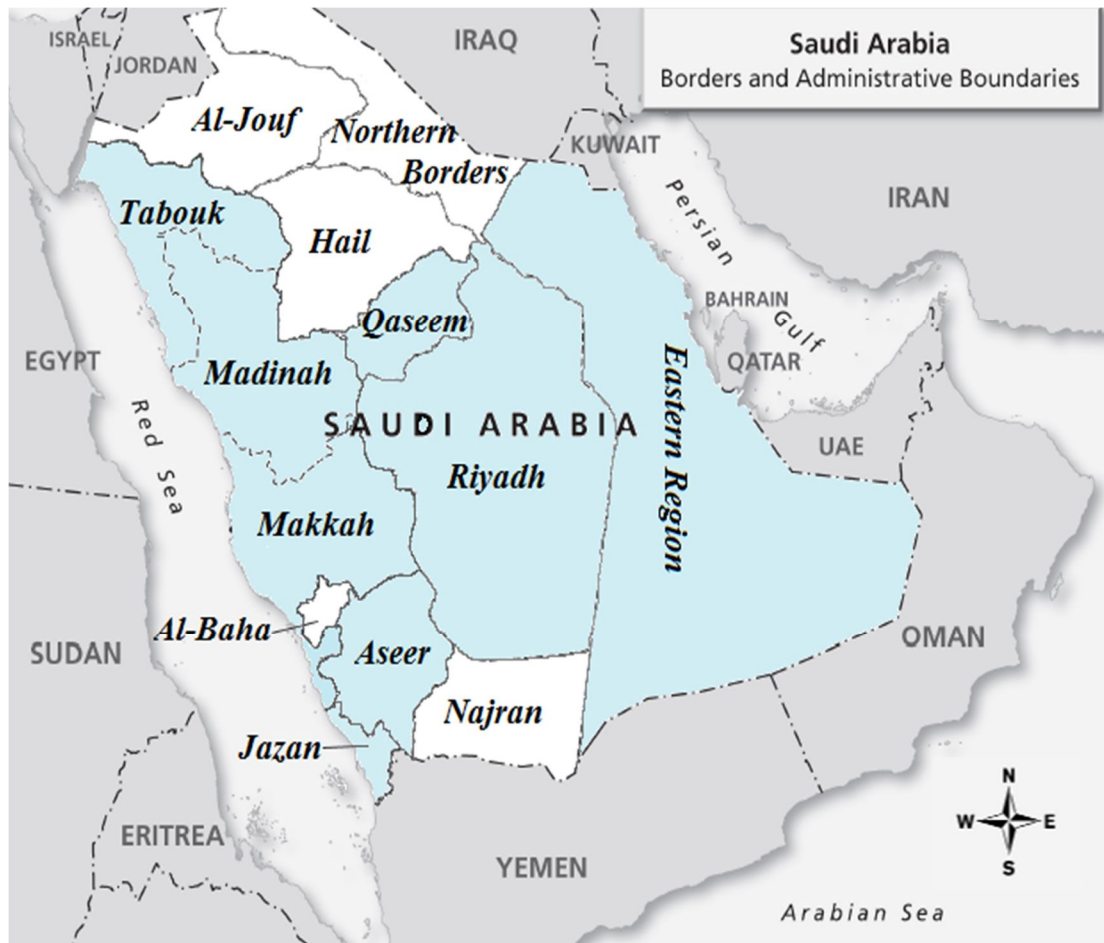 Saudi Arabia
Borders and Administrative Boundaries
ISRAEL
JORDAN
IRAQ
KUWAIT
IRAN
Al-Jouf
Northern
Borders
Persian
Gulf
Tabouk
Hail
BAHRAIN
QATAR
Qaseem
EGYPT
Madinah
Eastern Region
SAUDI ARABIA
UAE
Red Sea
Riyadh
Makkah
Al-Baha
SUDAN
Aseer
OMAN
Najran
Jazan
ERITREA
YEMEN
N
W
E
S
Arabian Sea